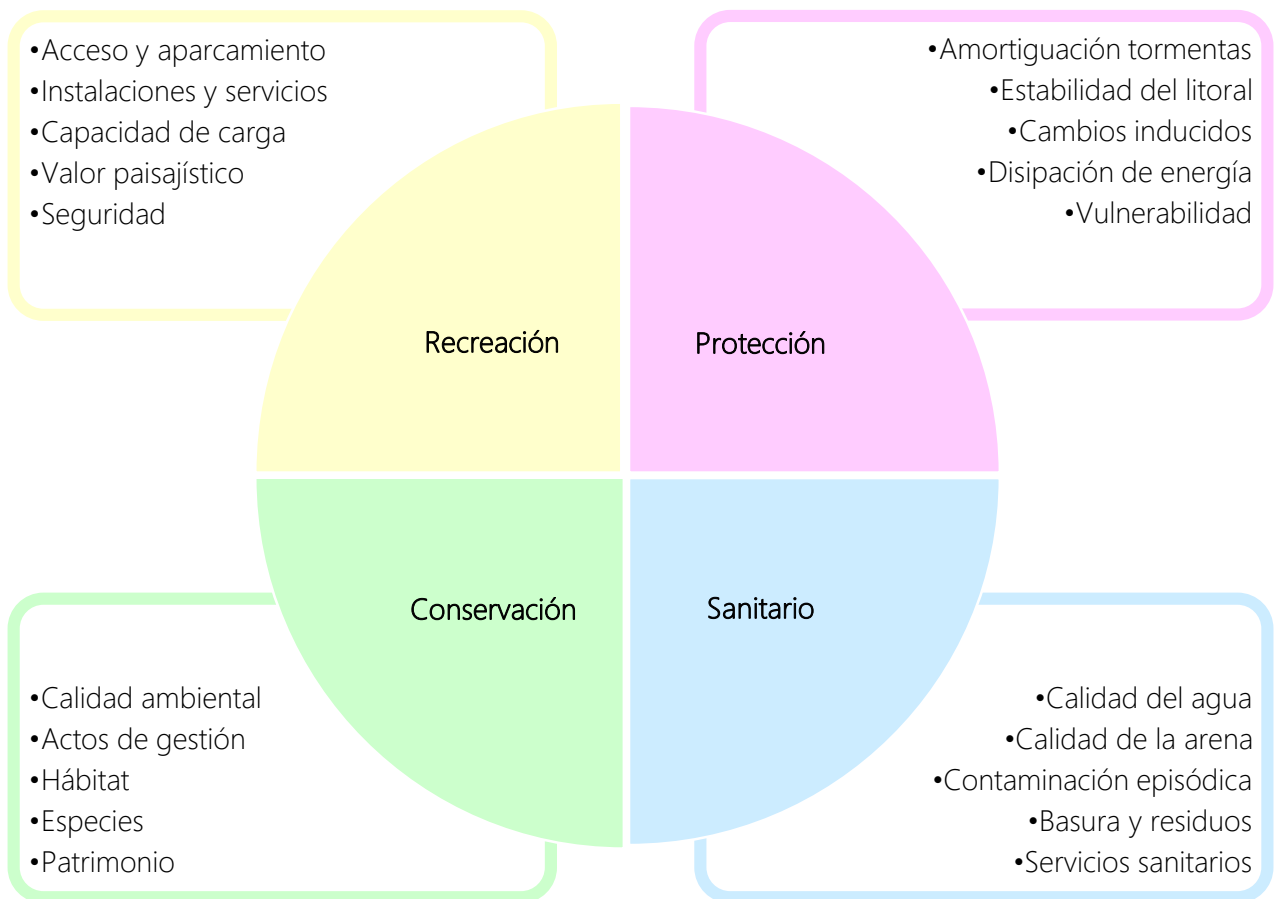 •Acceso y aparcamiento
•Instalaciones y servicios
•Capacidad de carga
•Valor paisajístico
•Seguridad
•Amortiguación tormentas
•Estabilidad del litoral
•Cambios inducidos
•Disipación de energía
•Vulnerabilidad
Recreación
Protección
Conservación
Sanitario
•Calidad ambiental
•Actos de gestión
•Hábitat
•Especies
•Patrimonio
•Calidad del agua
•Calidad de la arena
•Contaminación episódica
•Basura y residuos
•Servicios sanitarios